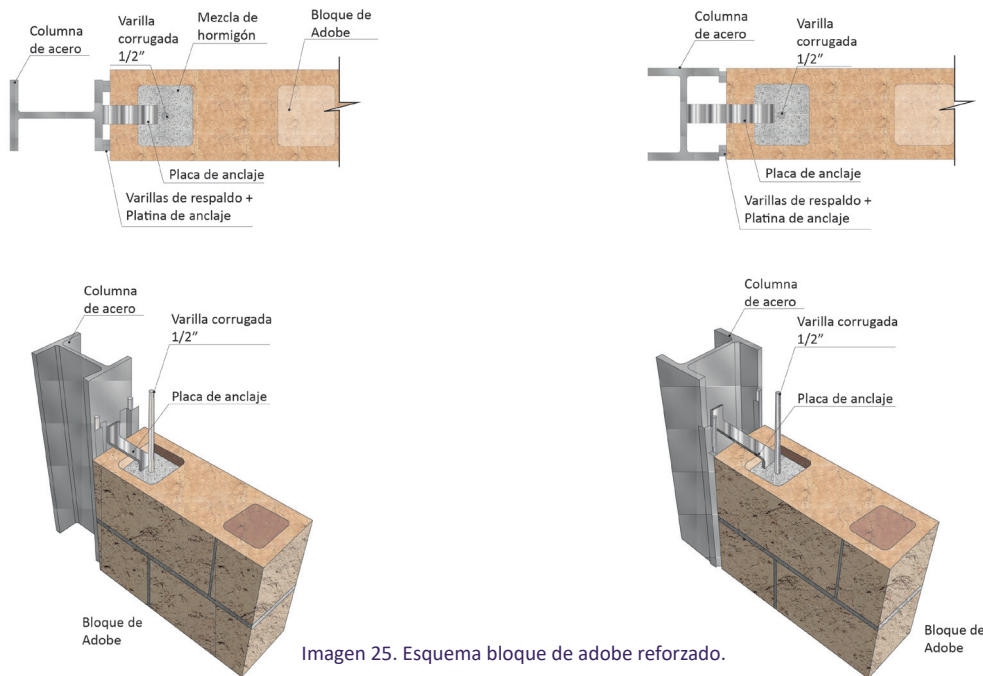 Columna
de acero
Varilla
corrugada
1/2”
Mezcla de
hormigón
Bloque de
Adobe
Placa de anclaje
Varillas de respaldo +
Platina de anclaje
Columna
de acero
Varilla
corrugada
1/2”
Placa de anclaje
Varillas de respaldo +
Platina de anclaje
Columna
de acero
Varilla corrugada
1/2”
Placa de anclaje
Bloque de
Adobe
Columna
de acero
Varilla corrugada
1/2”
Placa de anclaje
Bloque de
Adobe
Imagen 25. Esquema bloque de adobe reforzado.